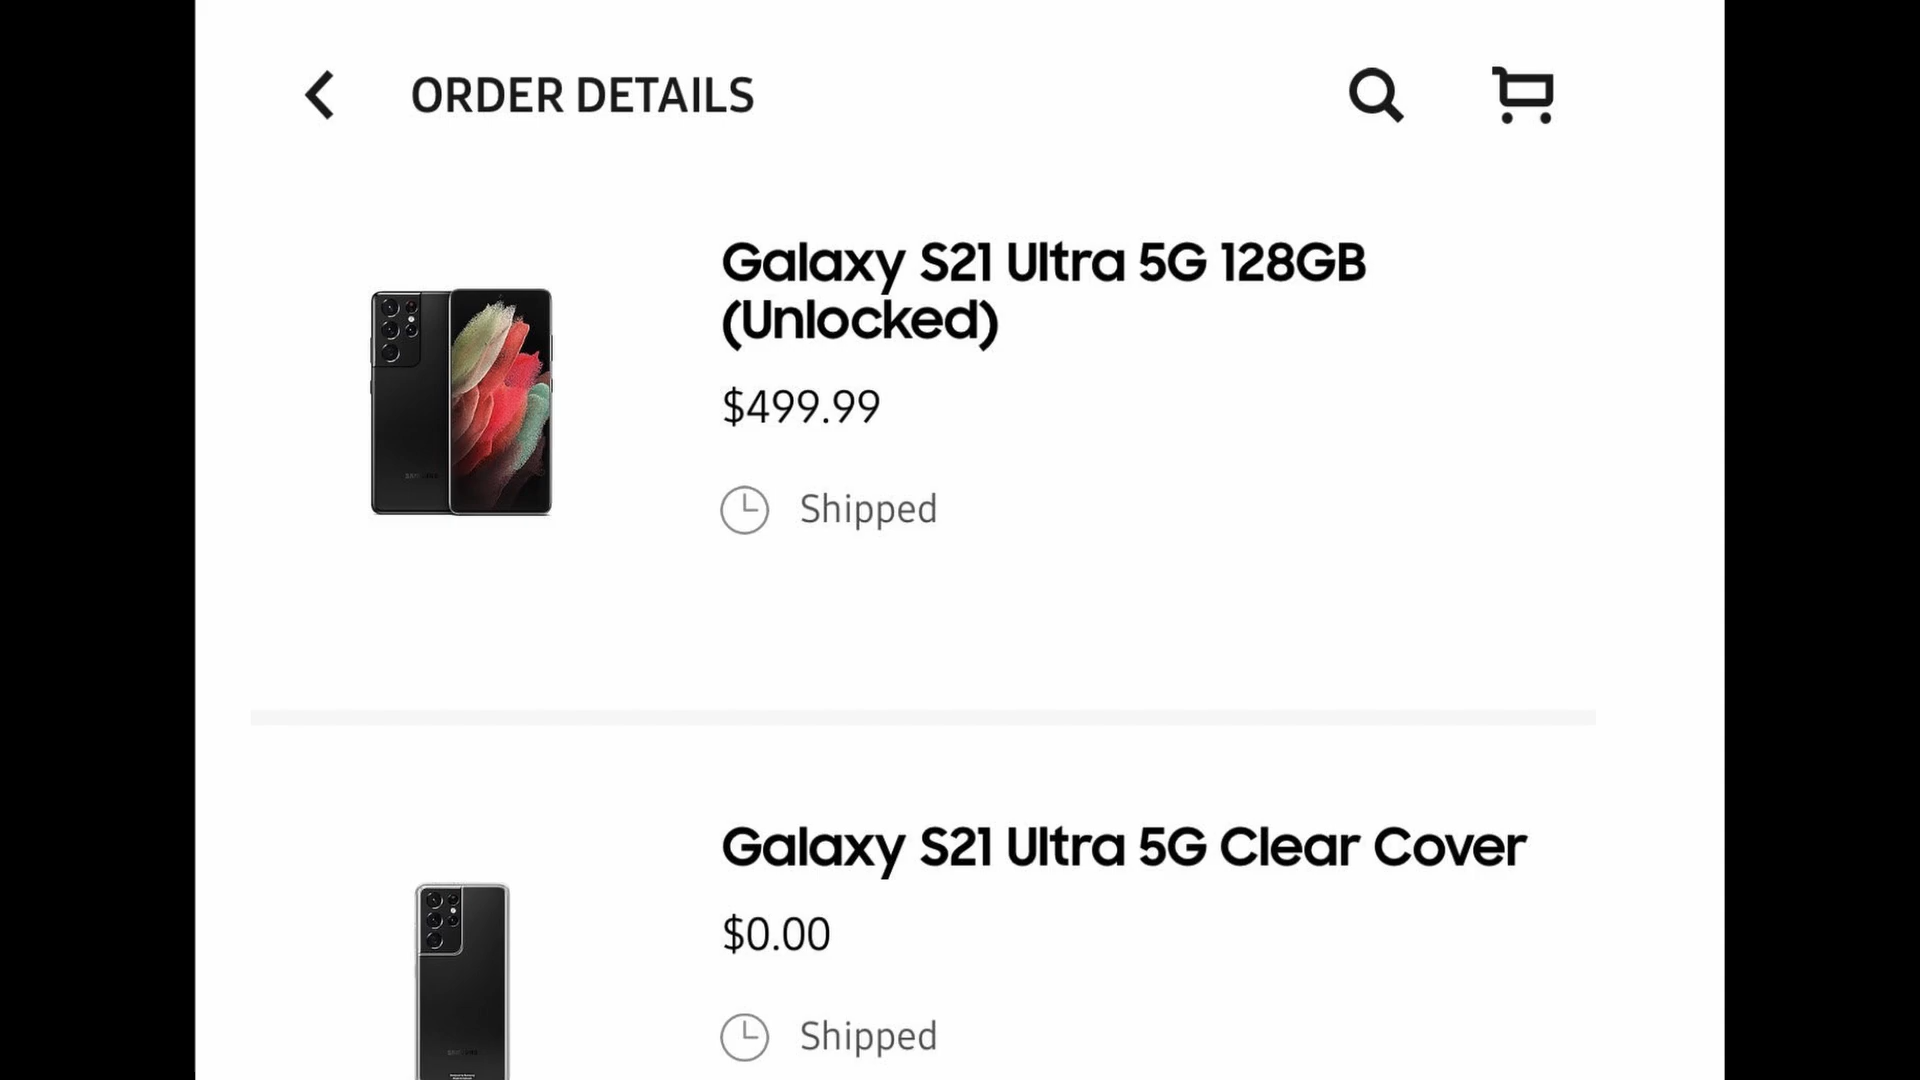 ORDER DETAILS
Galaxy S21 Ultra 5G 128GB
(Unlocked)
$499.99
Shipped
Galaxy S21 Ultra 5G Clear Cover
$0.00
Shipped